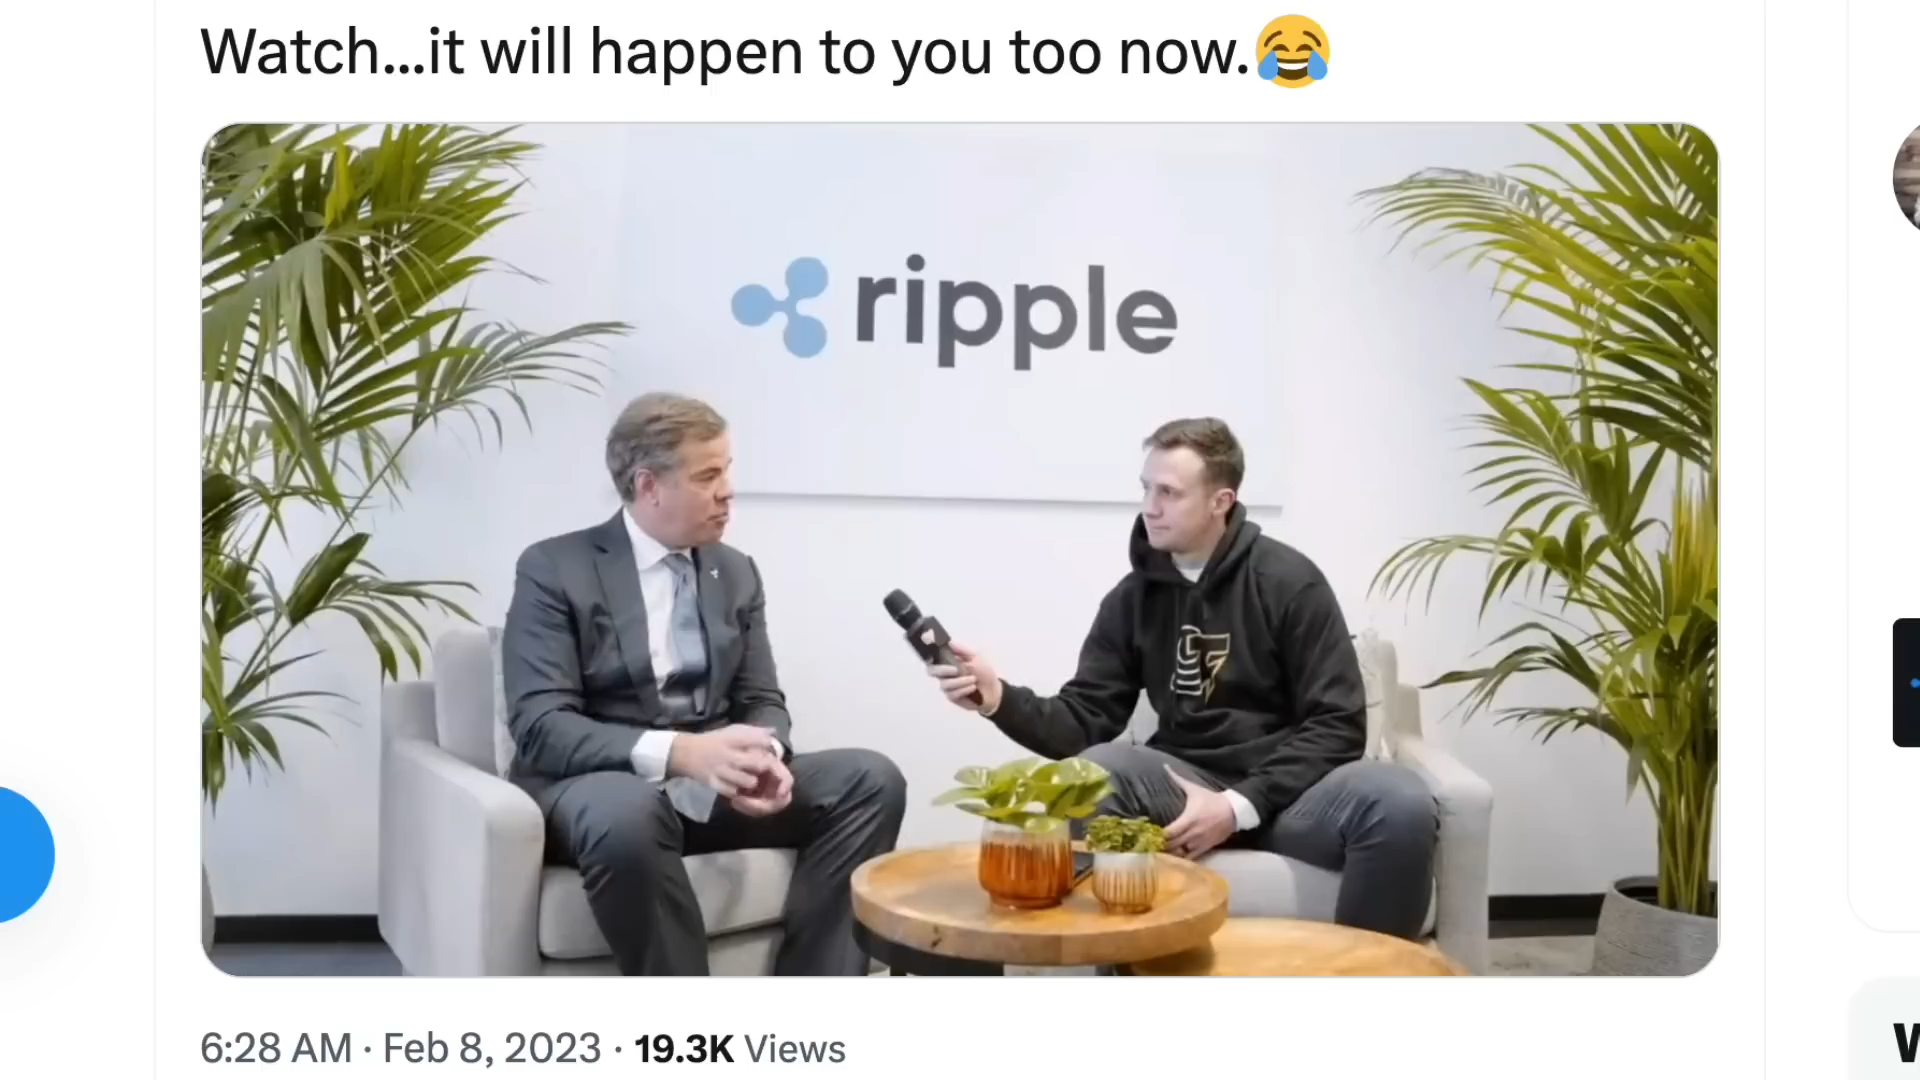 Watch...it will happen to you too now.😂
ripple
6:28 AM · Feb 8, 2023 · 19.3K Views